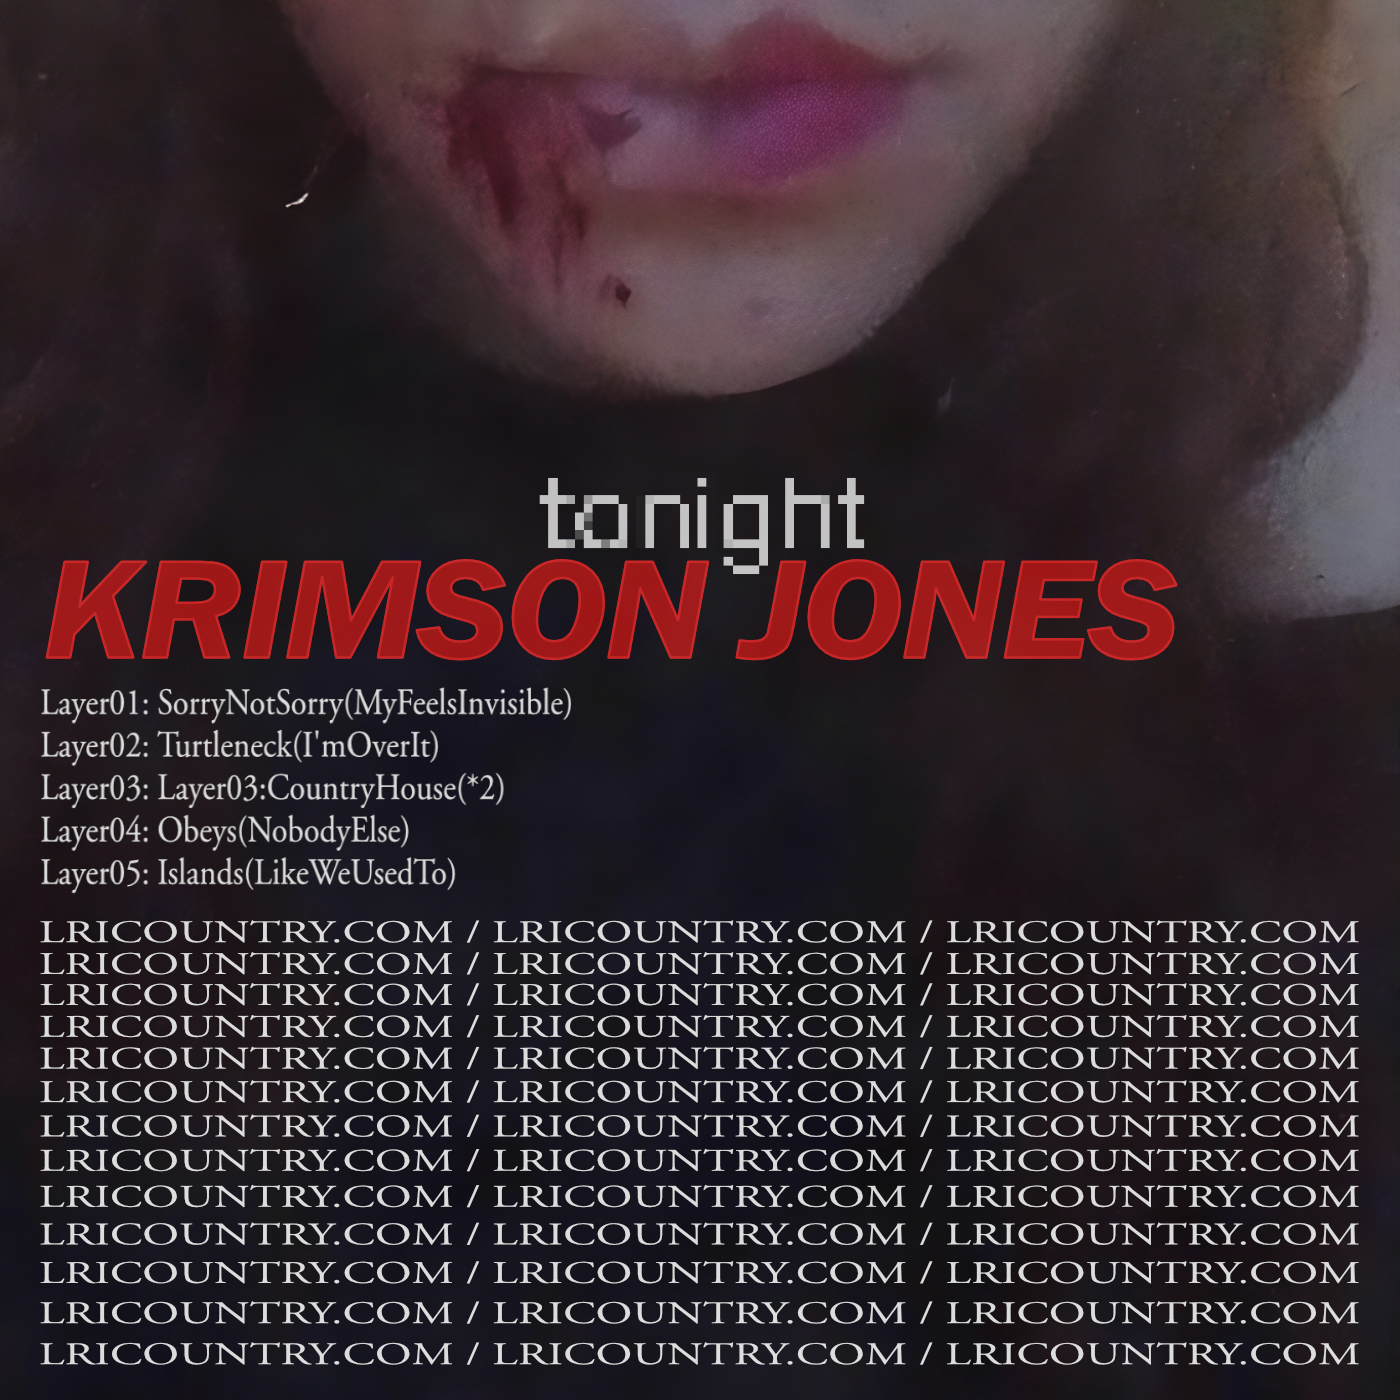 tonight
KRIMSON JONES
Layer01: SorryNotSorry(MyFeelsInvisible)
Layer02: Turtleneck(I'mOverIt)
Layer03: Layer03:CountryHouse(*2)
Layer04: Obeys(NobodyElse)
Layer05: Islands(LikeWeUsedTo)
LRICOUNTRY.COM / LRICOUNTRY.COM / LRICOUNTRY.COM
LRICOUNTRY.COM / LRICOUNTRY.COM / LRICOUNTRY.COM
LRICOUNTRY.COM / LRICOUNTRY.COM / LRICOUNTRY.COM
LRICOUNTRY.COM / LRICOUNTRY.COM / LRICOUNTRY.COM
LRICOUNTRY.COM / LRICOUNTRY.COM / LRICOUNTRY.COM
LRICOUNTRY.COM / LRICOUNTRY.COM / LRICOUNTRY.COM
LRICOUNTRY.COM / LRICOUNTRY.COM / LRICOUNTRY.COM
LRICOUNTRY.COM / LRICOUNTRY.COM / LRICOUNTRY.COM
LRICOUNTRY.COM / LRICOUNTRY.COM / LRICOUNTRY.COM
LRICOUNTRY.COM / LRICOUNTRY.COM / LRICOUNTRY.COM
LRICOUNTRY.COM / LRICOUNTRY.COM / LRICOUNTRY.COM
LRICOUNTRY.COM / LRICOUNTRY.COM / LRICOUNTRY.COM
LRICOUNTRY.COM / LRICOUNTRY.COM / LRICOUNTRY.COM